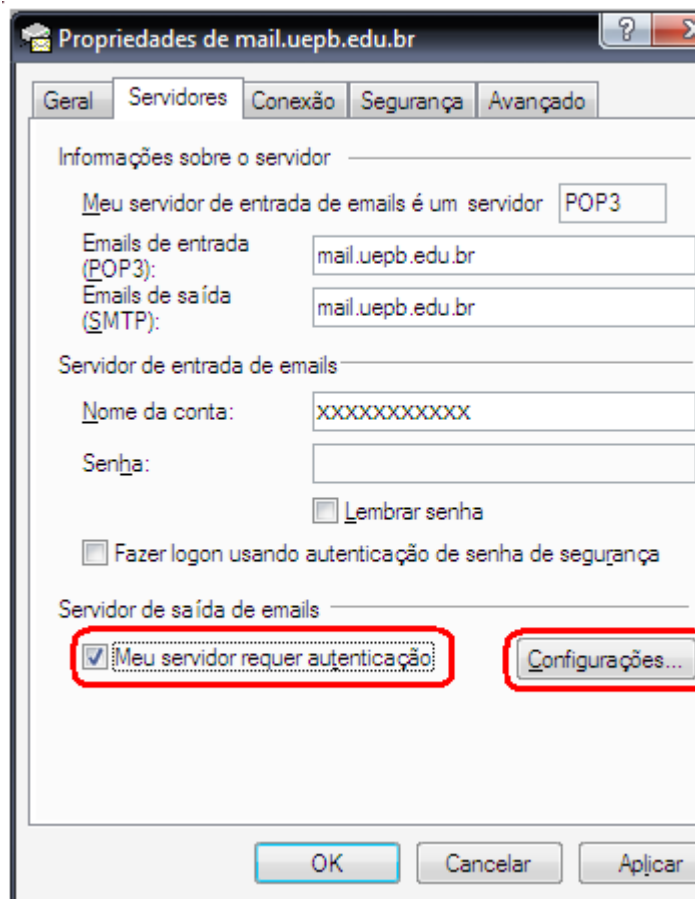 Propriedades de mail.uepb.edu.br
Geral Servidores Conexão Segurança Avançado
Informações sobre o servidor
Meu servidor de entrada de emails é um servidor POP3
Emails de entrada
(POP3): mail.uepb.edu.br
Emails de saída
(SMTP): mail.uepb.edu.br
Servidor de entrada de emails
Nome da conta: XXXXXXXXXXX
Senha:
Lembrar senha
Fazer logon usando autenticação de senha de segurança
Servidor de saída de emails
Meu servidor requer autenticação Configurações...
OK Cancelar Aplicar